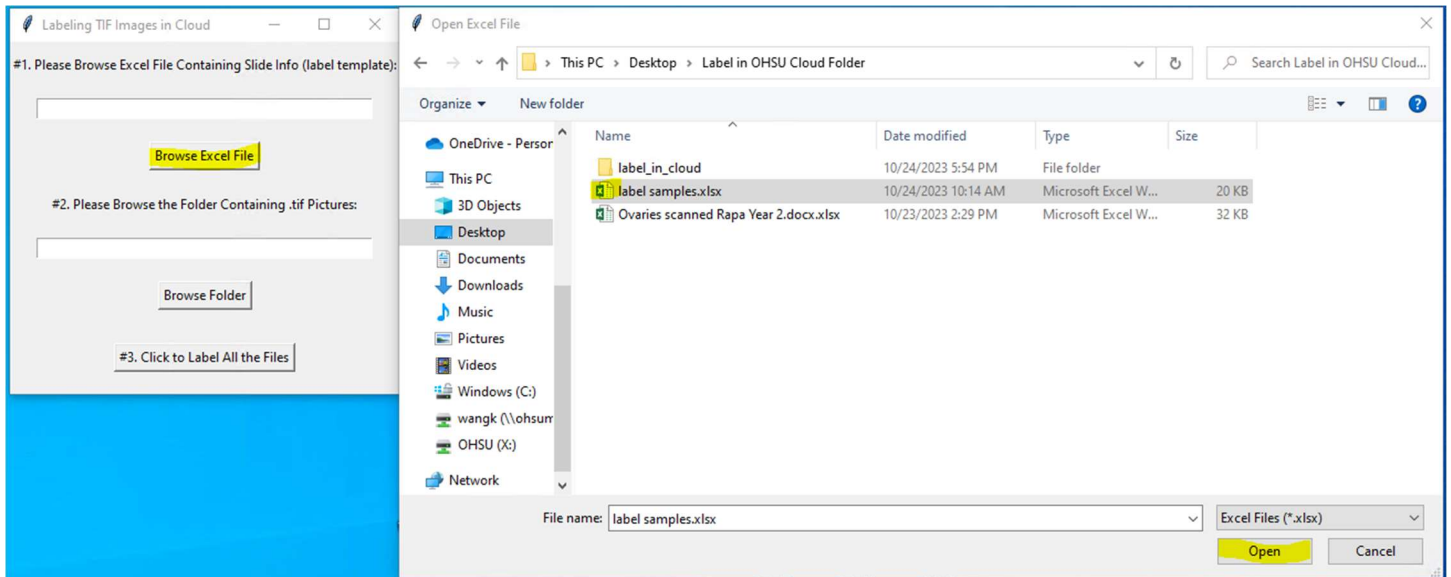 Labeling TIF Images in Cloud
#1. Please Browse Excel File Containing Slide Info (label template):
Browse Excel File
#2. Please Browse the Folder Containing .tif Pictures:
Browse Folder
#3. Click to Label All the Files
Open Excel File
This PC > Desktop > Label in OHSU Cloud Folder
Search Label in OHSU Cloud...
Organize New folder
OneDrive - Person
This PC
3D Objects
Desktop
Documents
Downloads
Music
Pictures
Videos
Windows (C:)
wangk (\\ohsum
OHSU (X:)
Network
Name Date modified Type Size
label_in_cloud 10/24/2023 5:54 PM File folder
label samples.xlsx 10/24/2023 10:14 AM Microsoft Excel W... 20 KB
Ovaries scanned Rapa Year 2.docx.xlsx 10/23/2023 2:29 PM Microsoft Excel W... 32 KB
File name: label samples.xlsx Excel Files (*.xlsx)
Open Cancel